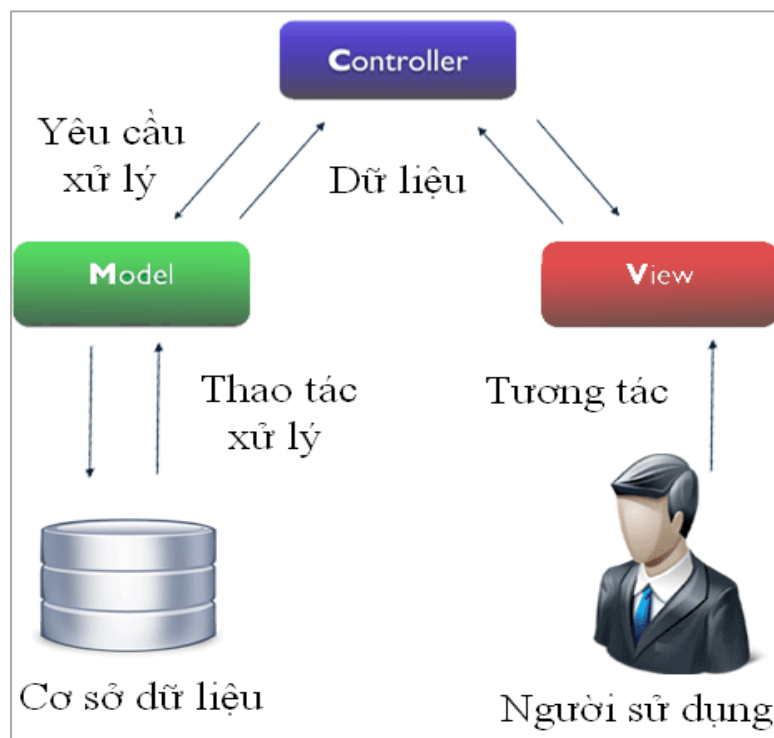 Controller
Yêu cầu
xử lý
Dữ liệu
Model
View
Thao tác
xử lý
Tương tác
Cơ sở dữ liệu
Người sử dụng